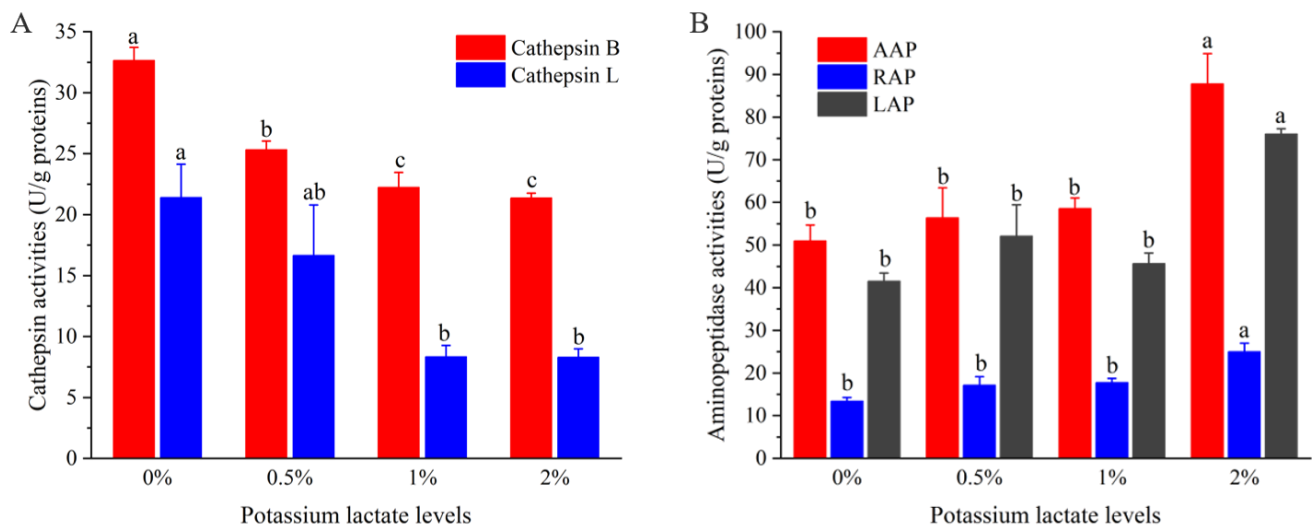 A
Cathepsin activities (U/g proteins)
35
30
25
20
15
10
5
0
Cathepsin B
Cathepsin L
a
a
b
ab
c
b
c
b
0%
0.5%
1%
2%
Potassium lactate levels
B
Aminopeptidase activities (U/g proteins)
100
90
80
70
60
50
40
30
20
10
0
AAP
RAP
LAP
b
b
b
b
b
b
b
b
b
a
a
a
0%
0.5%
1%
2%
Potassium lactate levels